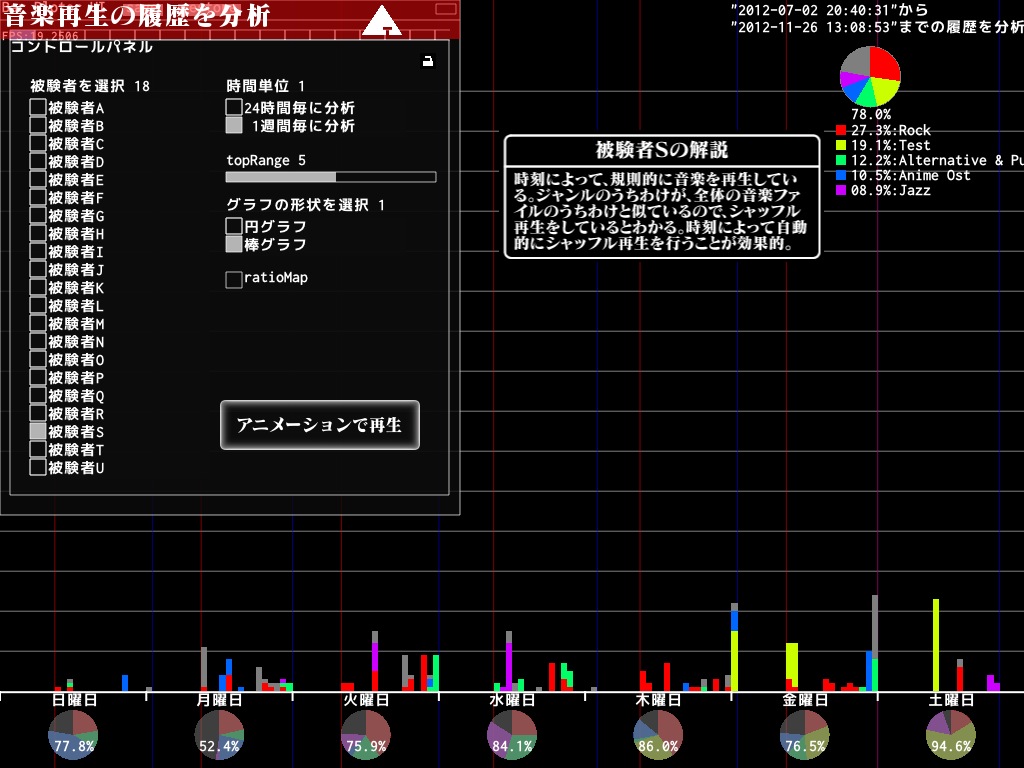 音楽再生の履歴を分析
FPS:19.2506
コントロールパネル
被験者を選択 18
被験者A
被験者B
被験者C
被験者D
被験者E
被験者F
被験者G
被験者H
被験者I
被験者J
被験者K
被験者L
被験者M
被験者N
被験者O
被験者P
被験者Q
被験者R
被験者S
被験者T
被験者U
時間単位 1
24時間毎に分析
1週間毎に分析
topRange 5
グラフの形状を選択 1
円グラフ
棒グラフ
ratioMap
アニメーションで再生
被験者Sの解説
時刻によって、規則的に音楽を再生してい
る。ジャンルのうちわけが、全体の音楽ファ
イルのうちわけと似ているので、シャッフル
再生をしているとわかる。時刻によって自動
的にシャッフル再生を行うことが効果的。
"2012-07-02 20:40:31"から
"2012-11-26 13:08:53"までの履歴を分析
78.0%
27.3%:Rock
19.1%:Test
12.2%:Alternative & Pu
10.5%:Anime Ost
08.9%:Jazz
日曜日
月曜日
火曜日
水曜日
木曜日
金曜日
土曜日
77.8%
52.4%
75.9%
84.1%
86.0%
76.5%
94.6%